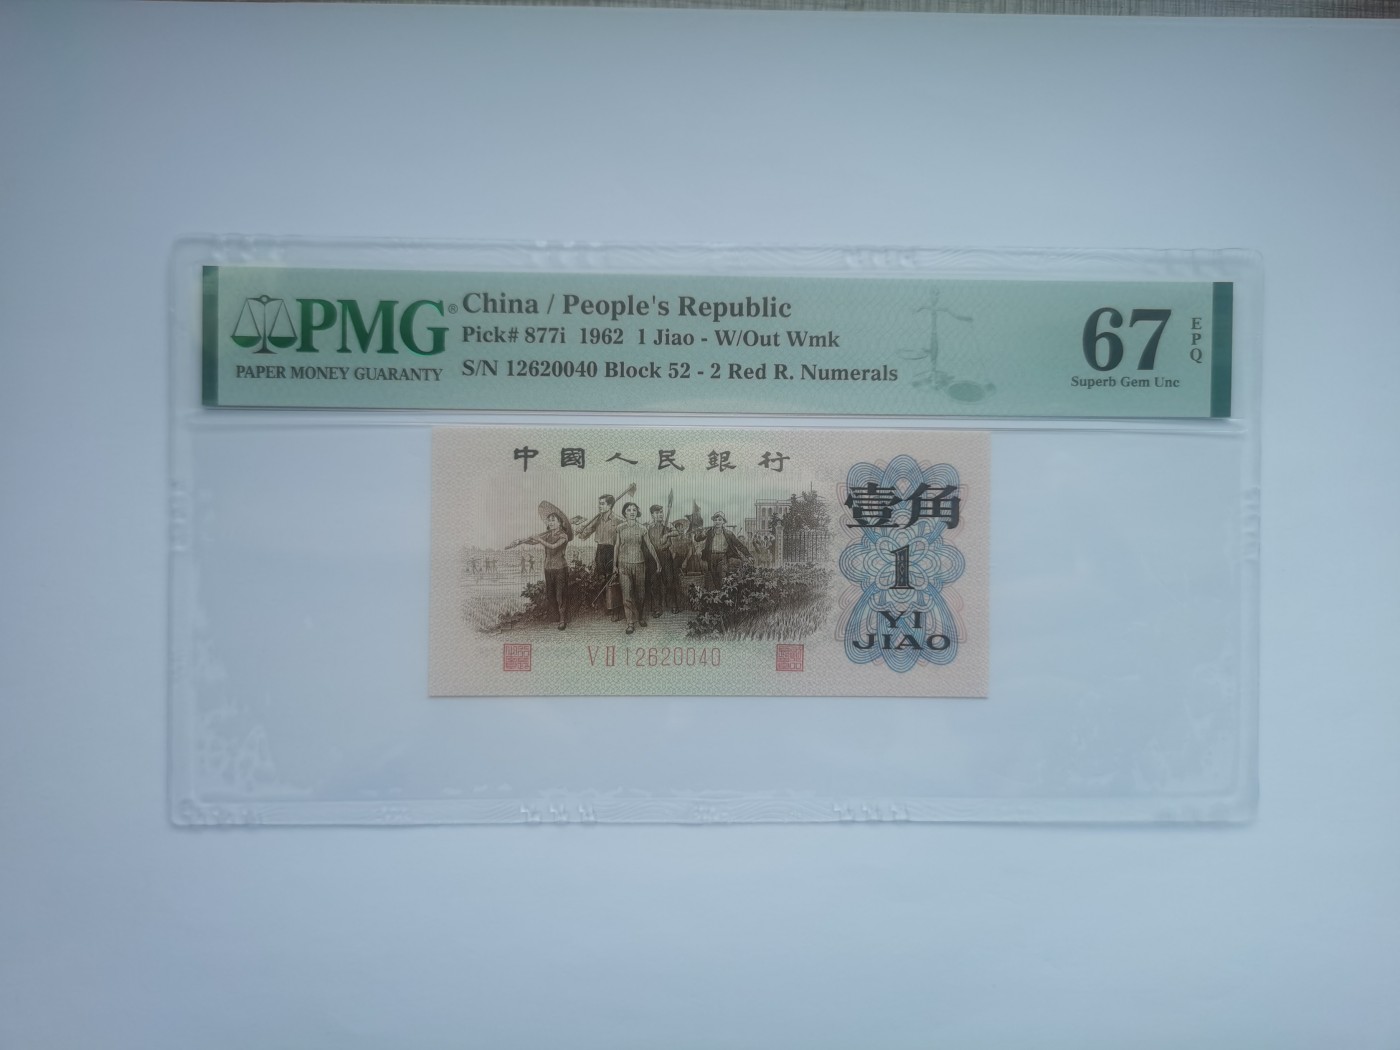 PMG®
PAPER MONEY GUARANTY
China / People's Republic
Pick# 877i 1962 1 Jiao - W/Out Wmk
S/N 12620040 Block 52 - 2 Red R. Numerals
67
EPQ
Superb Gem Unc
中國人民銀行
壹角
1
YI
JIAO
V II 12620040